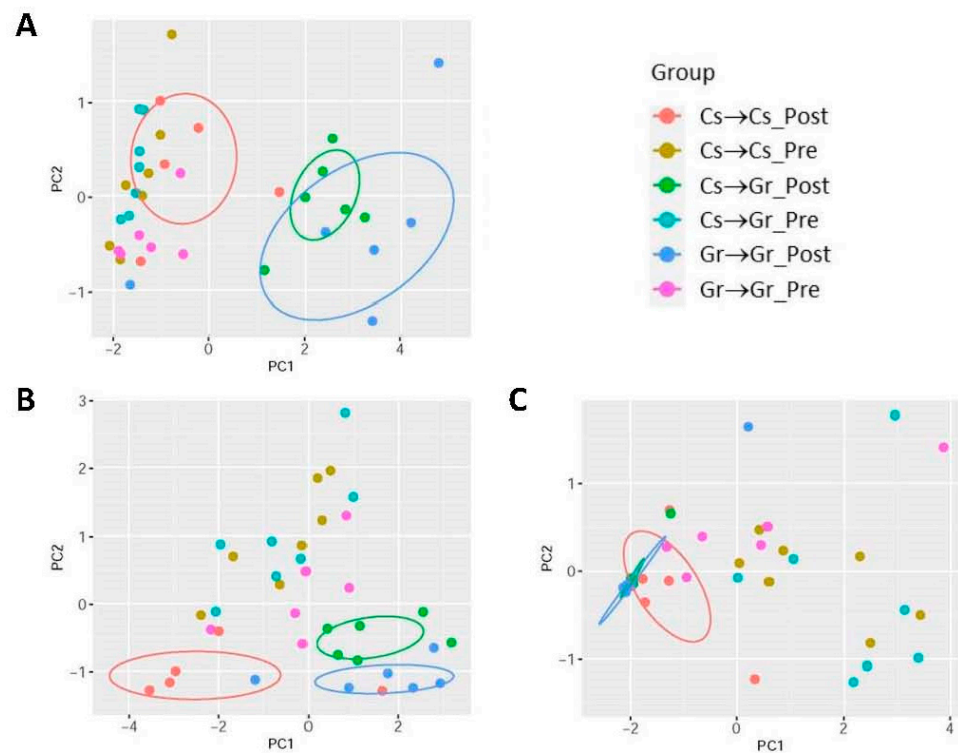 A
PC2
1
0
−1
−2
0
2
4
PC1
Group
Cs→Cs_Post
Cs→Cs_Pre
Cs→Gr_Post
Cs→Gr_Pre
Gr→Gr_Post
Gr→Gr_Pre
B
PC2
3
2
1
0
−1
−4
−2
0
2
PC1
C
PC2
1
0
−1
−2
0
2
4
PC1